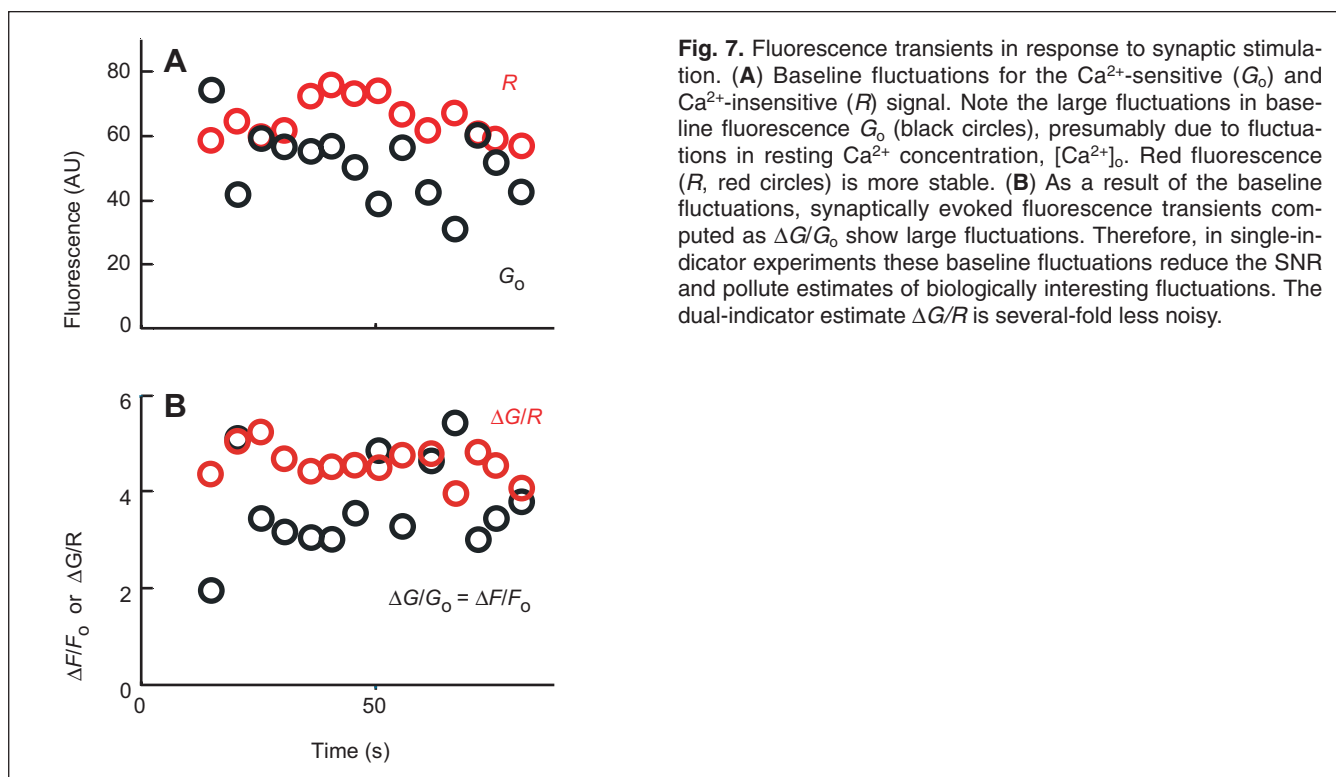 A
R
80
60
40
20
0
Fluorescence (AU)
Gₒ
B
ΔG/R
6
4
2
0
ΔF/Fₒ or ΔG/R
ΔG/Gₒ = ΔF/Fₒ
0
50
Time (s)
Fig. 7. Fluorescence transients in response to synaptic stimula-
tion. (A) Baseline fluctuations for the Ca²⁺-sensitive (Gₒ) and
Ca²⁺-insensitive (R) signal. Note the large fluctuations in base-
line fluorescence Gₒ (black circles), presumably due to fluctua-
tions in resting Ca²⁺ concentration, [Ca²⁺]ₒ. Red fluorescence
(R, red circles) is more stable. (B) As a result of the baseline
fluctuations, synaptically evoked fluorescence transients com-
puted as ΔG/Gₒ show large fluctuations. Therefore, in single-in-
dicator experiments these baseline fluctuations reduce the SNR
and pollute estimates of biologically interesting fluctuations. The
dual-indicator estimate ΔG/R is several-fold less noisy.